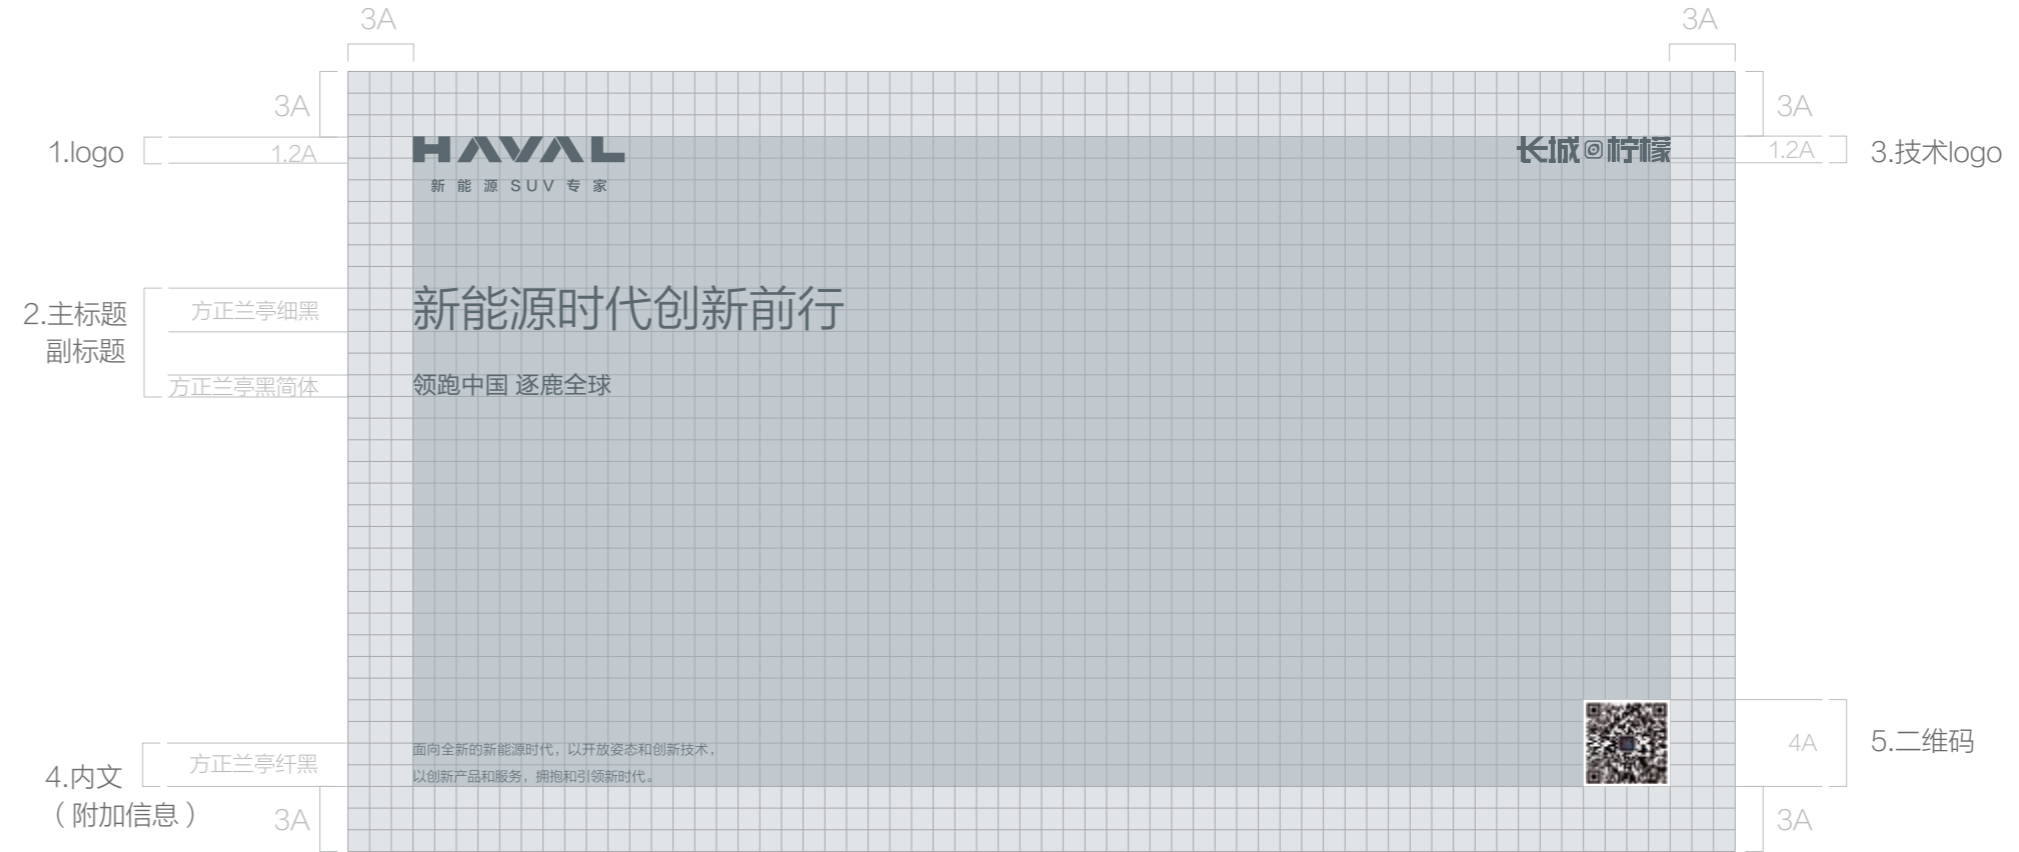 3A
3A
3A
3A
1.logo
1.2A
HAVAL
长城 柠檬
1.2A
3.技术logo
新能源SUV专家
2.主标题
副标题
方正兰亭细黑
新能源时代创新前行
方正兰亭黑简体
领跑中国 逐鹿全球
4.内文
（附加信息）
方正兰亭纤黑
面向全新的新能源时代，以开放姿态和创新技术，
以创新产品和服务，拥抱和引领新时代。
4A
5.二维码
3A
3A